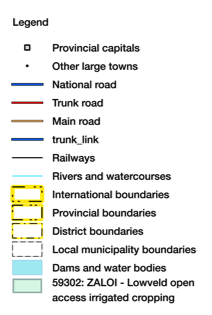 Legend
Provincial capitals
Other large towns
National road
Trunk road
Main road
trunk_link
Railways
Rivers and watercourses
International boundaries
Provincial boundaries
District boundaries
Local municipality boundaries
Dams and water bodies
59302: ZALOI - Lowveld open
access irrigated cropping